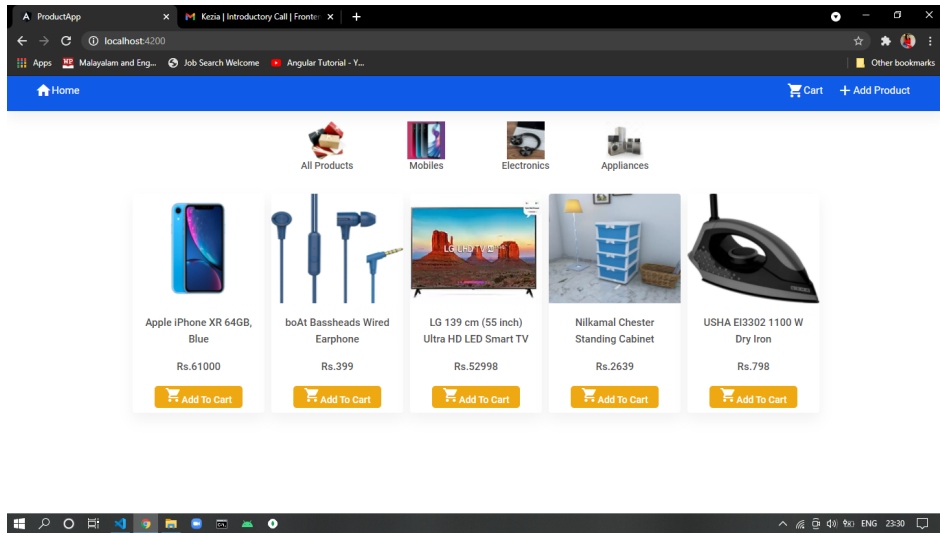 ProductApp
Kezia | Introductory Call | Fronter
localhost:4200
Apps
Malayalam and Eng...
Job Search Welcome
Angular Tutorial - Y...
Other bookmarks
Home
Cart
Add Product
All Products
Mobiles
Electronics
Appliances
LG UHD TV
Apple iPhone XR 64GB,
Blue
Rs.61000
Add To Cart
boAt Bassheads Wired
Earphone
Rs.399
Add To Cart
LG 139 cm (55 inch)
Ultra HD LED Smart TV
Rs.52998
Add To Cart
Nilkamal Chester
Standing Cabinet
Rs.2639
Add To Cart
USHA EI3302 1100 W
Dry Iron
Rs.798
Add To Cart
ENG
23:30